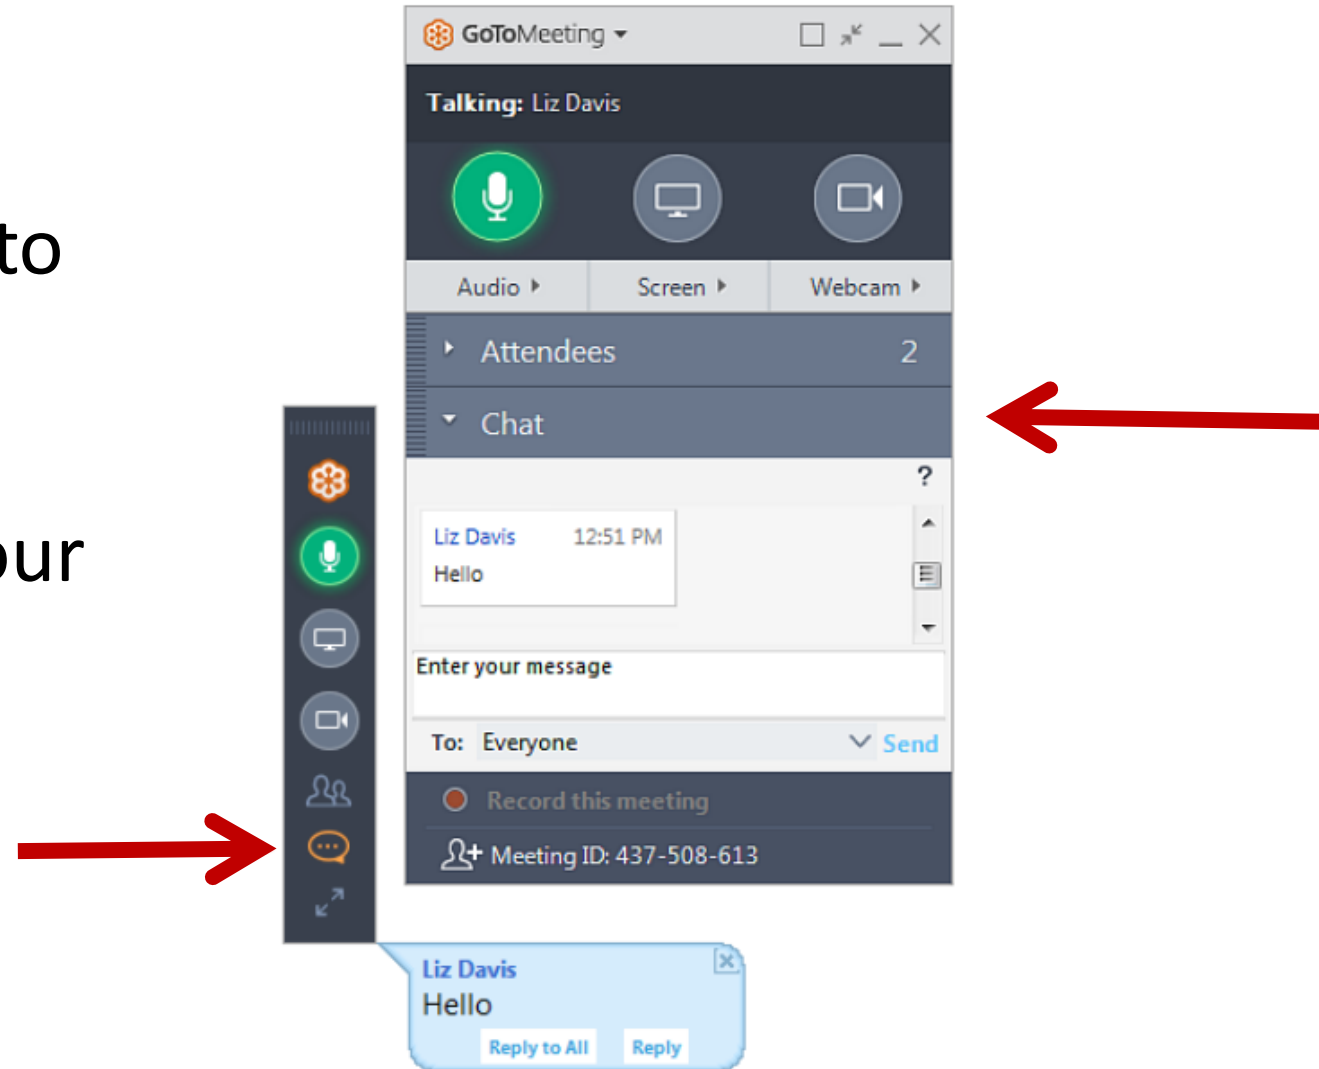 to
our
GoToMeeting
Talking: Liz Davis
Audio Screen Webcam
Attendees 2
Chat
?
Liz Davis 12:51 PM
Hello
Enter your message
To: Everyone Send
Record this meeting
Meeting ID: 437-508-613
Liz Davis
Hello
Reply to All Reply